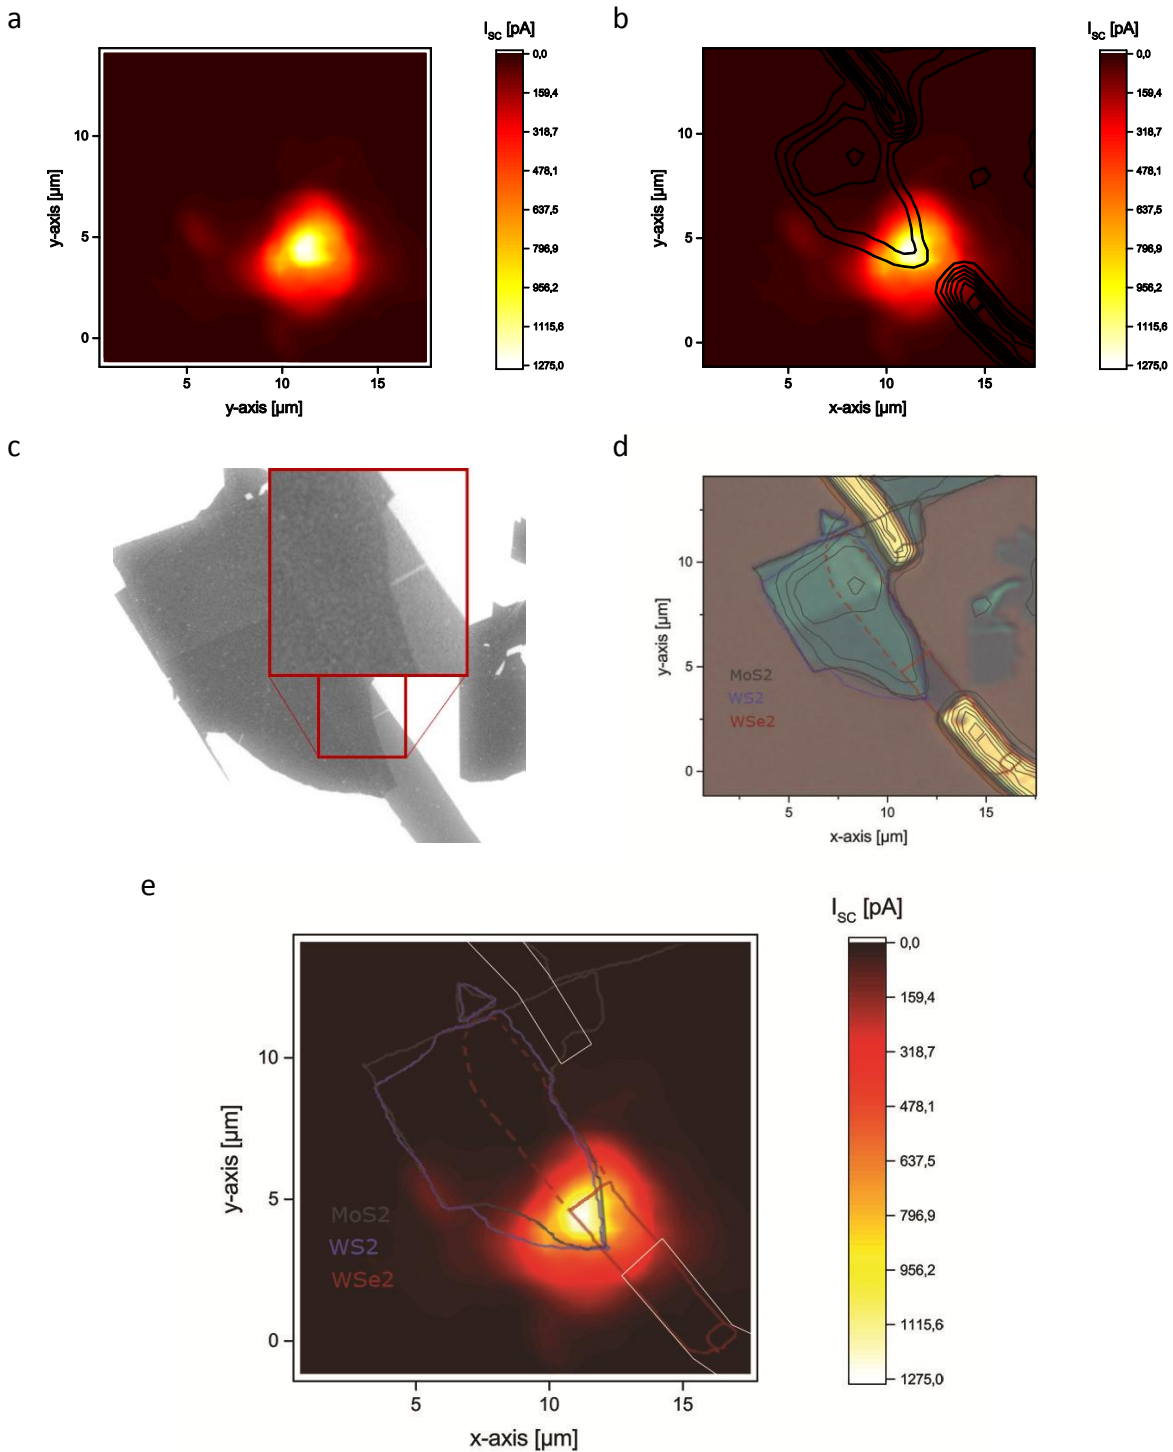 a
I_SC [pA]
0,0
159,4
318,7
478,1
637,5
796,9
956,2
1115,6
1275,0
y-axis [µm]
10
5
0
5 10 15
y-axis [µm]
b
I_SC [pA]
0,0
159,4
318,7
478,1
637,5
796,9
956,2
1115,6
1275,0
y-axis [µm]
10
5
0
5 10 15
x-axis [µm]
c
d
y-axis [µm]
10
5
0
MoS2
WS2
WSe2
5 10 15
x-axis [µm]
e
I_SC [pA]
0,0
159,4
318,7
478,1
637,5
796,9
956,2
1115,6
1275,0
y-axis [µm]
10
5
0
MoS2
WS2
WSe2
5 10 15
x-axis [µm]